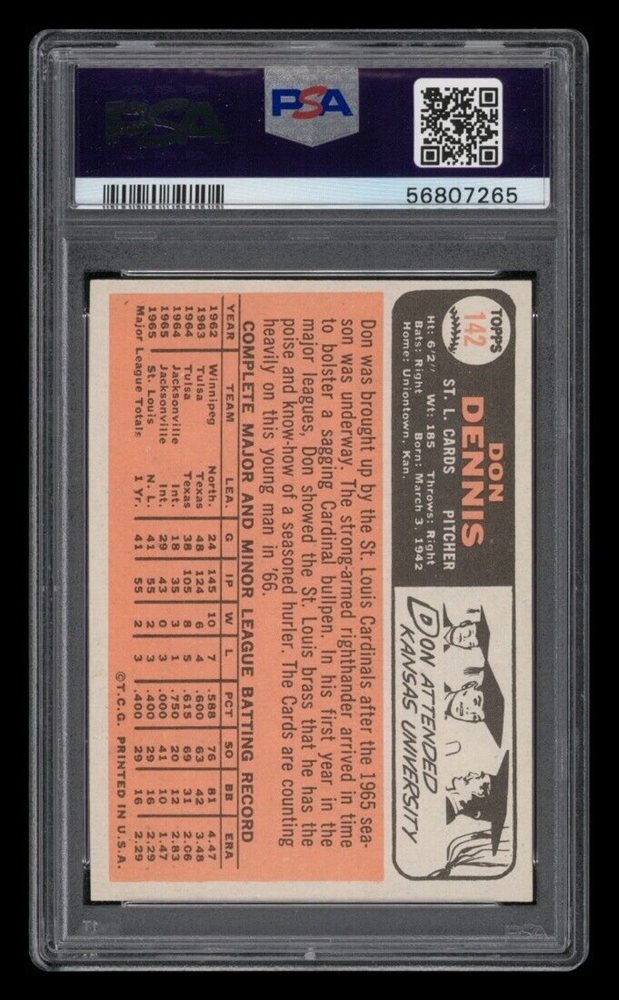 PSA
PSA
56807265
TOPPS
142
DON
DENNIS
ST. L. CARDS PITCHER
Ht: 6'2" Wt: 185 Throws: Right
Bats: Right Born: March 3, 1942
Home: Uniontown, Kan.
DON ATTENDED
KANSAS UNIVERSITY
Don was brought up by the St. Louis Cardinals after the 1965 sea-
son was underway. The strong-armed righthander arrived in time
to bolster a sagging Cardinal bullpen. In his first year in the
major leagues, Don showed the St. Louis brass that he has the
poise and know-how of a seasoned hurler. The Cards are counting
heavily on this young man in '66.
COMPLETE MAJOR AND MINOR LEAGUE BATTING RECORD
YEAR TEAM LEA. G IP W L PCT SO BB ERA
1962 Winnipeg North. 24 145 10 7 .588 76 81 4.47
1963 Tulsa Texas 48 124 6 4 .600 63 42 3.48
1964 Tulsa Texas 38 105 8 5 .615 69 31 2.06
1964 Jacksonville Int. 18 35 3 1 .750 20 12 2.83
1965 Jacksonville Int. 29 43 0 3 .000 41 10 1.47
1965 St. Louis N. L. 41 55 2 3 .400 29 16 2.29
Major League Totals 1 Yr. 41 55 2 3 .400 29 16 2.29
©T.C.G. PRINTED IN U.S.A.
PSA